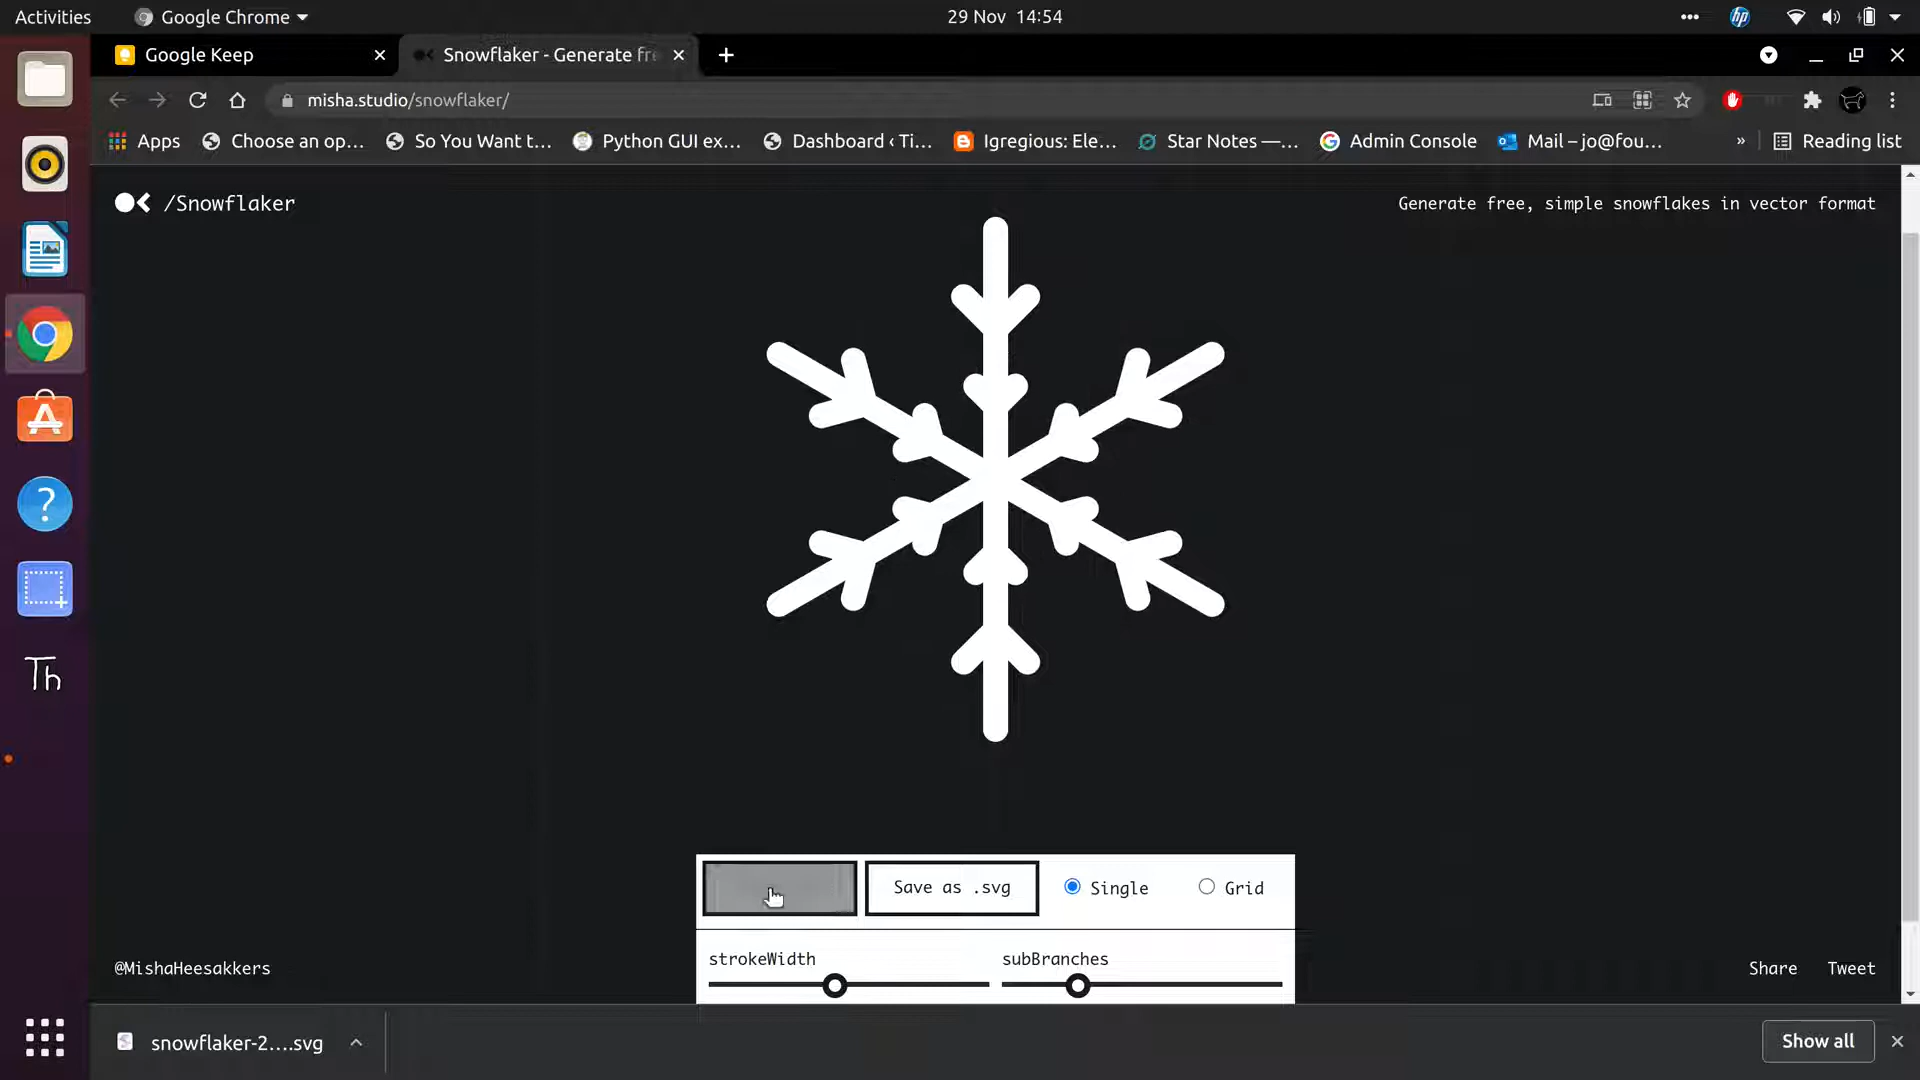 Activities
Google Chrome
29 Nov 14:54
hp
Google Keep
Snowflaker - Generate fre
misha.studio/snowflaker/
Apps
Choose an op...
So You Want t...
Python GUI ex...
Dashboard ‹ Ti...
Igregious: Ele...
Star Notes —...
Admin Console
Mail – jo@fou...
»
Reading list
/Snowflaker
Generate free, simple snowflakes in vector format
Th
Save as .svg
Single
Grid
strokeWidth
subBranches
@MishaHeesakkers
Share
Tweet
snowflaker-2....svg
Show all